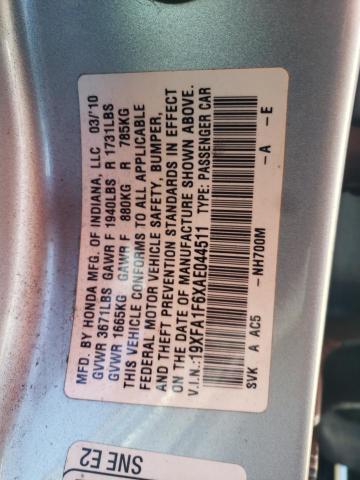 MFD. BY HONDA MFG. OF INDIANA, LLC 03/'10
GVWR 3671LBS GAWR F 1940LBS R 1731LBS
GVWR 1665KG GAWR F 880KG R 785KG
THIS VEHICLE CONFORMS TO ALL APPLICABLE
FEDERAL MOTOR VEHICLE SAFETY, BUMPER,
AND THEFT PREVENTION STANDARDS IN EFFECT
ON THE DATE OF MANUFACTURE SHOWN ABOVE.
V.I.N.:19XFA1F6XAE044511 TYPE: PASSENGER CAR
SVK A AC5 -NH700M -A -E
SNE E2